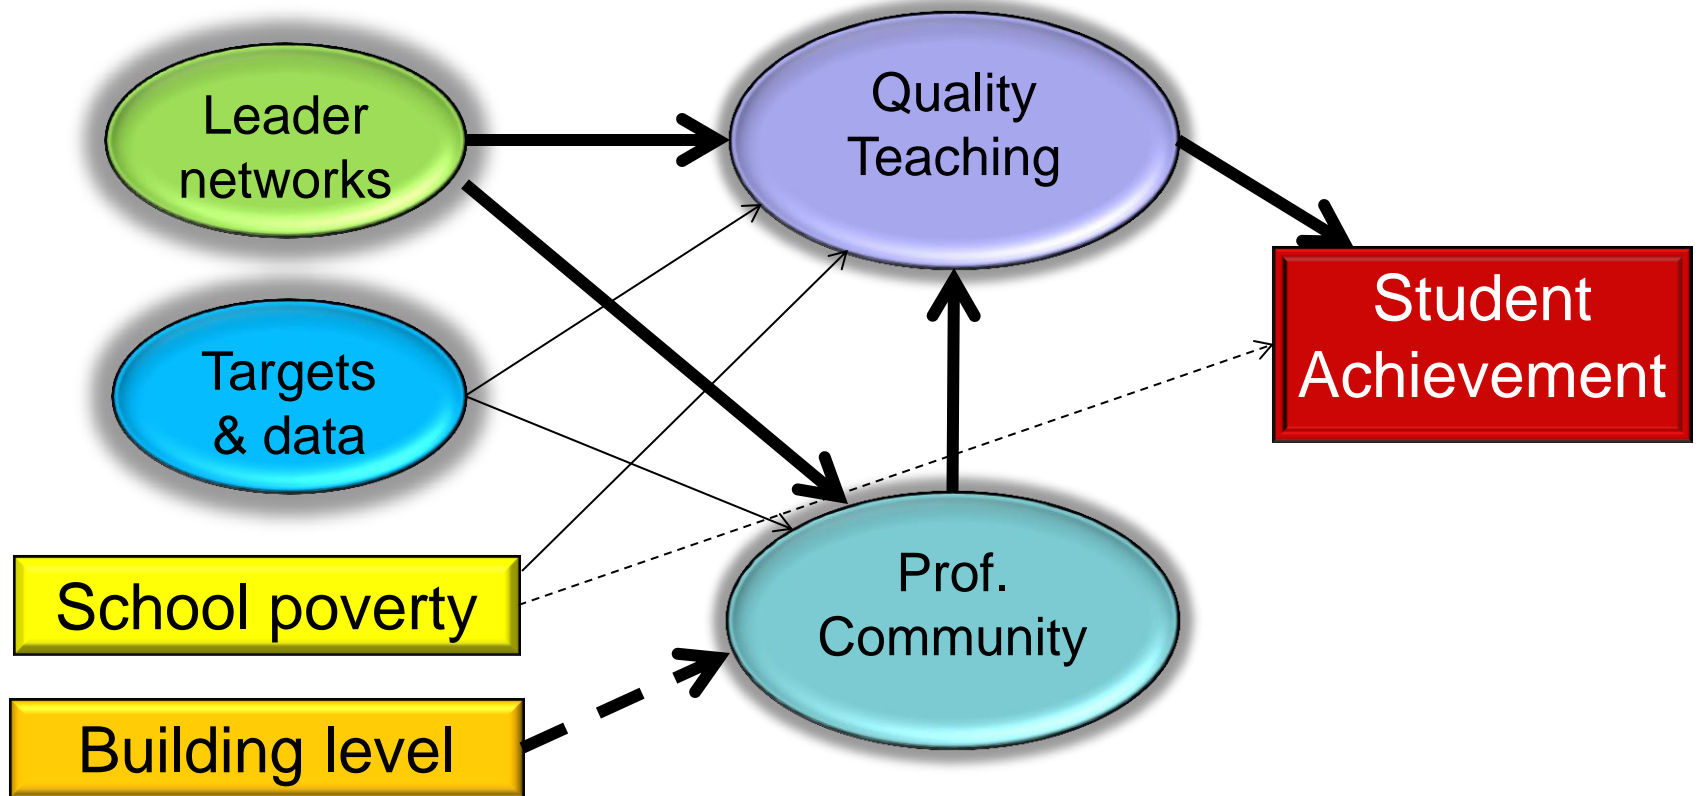 Leader
networks
Quality
Teaching
Targets
& data
Student
Achievement
School poverty
Prof.
Community
Building level